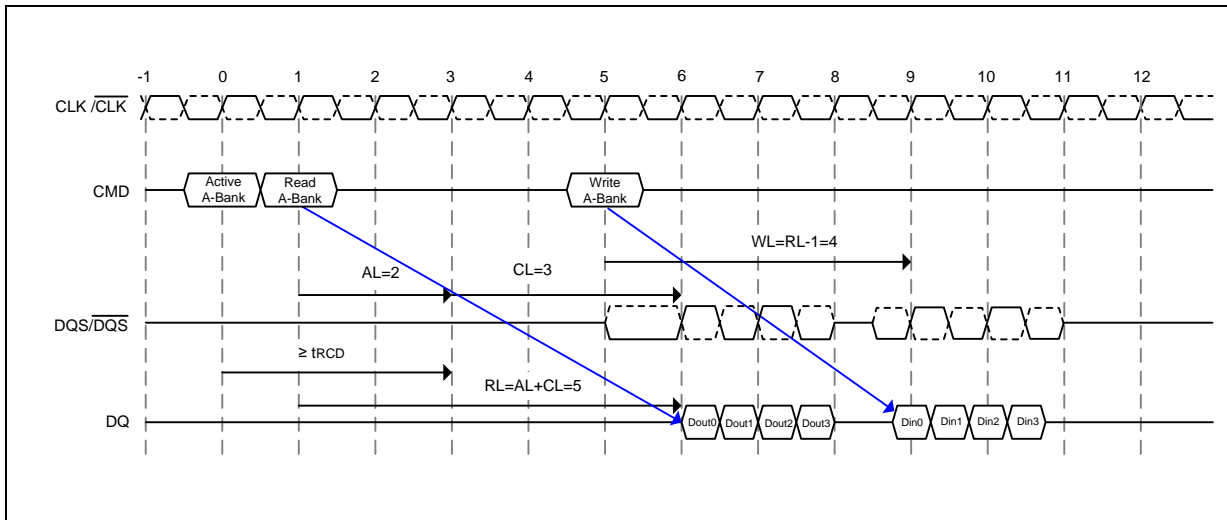 -1 0 1 2 3 4 5 6 7 8 9 10 11 12
CLK /CLK
CMD
Active
A-Bank
Read
A-Bank
Write
A-Bank
WL=RL-1=4
AL=2
CL=3
DQS/DQS
≥ tRCD
RL=AL+CL=5
DQ
Dout0 Dout1 Dout2 Dout3 Din0 Din1 Din2 Din3